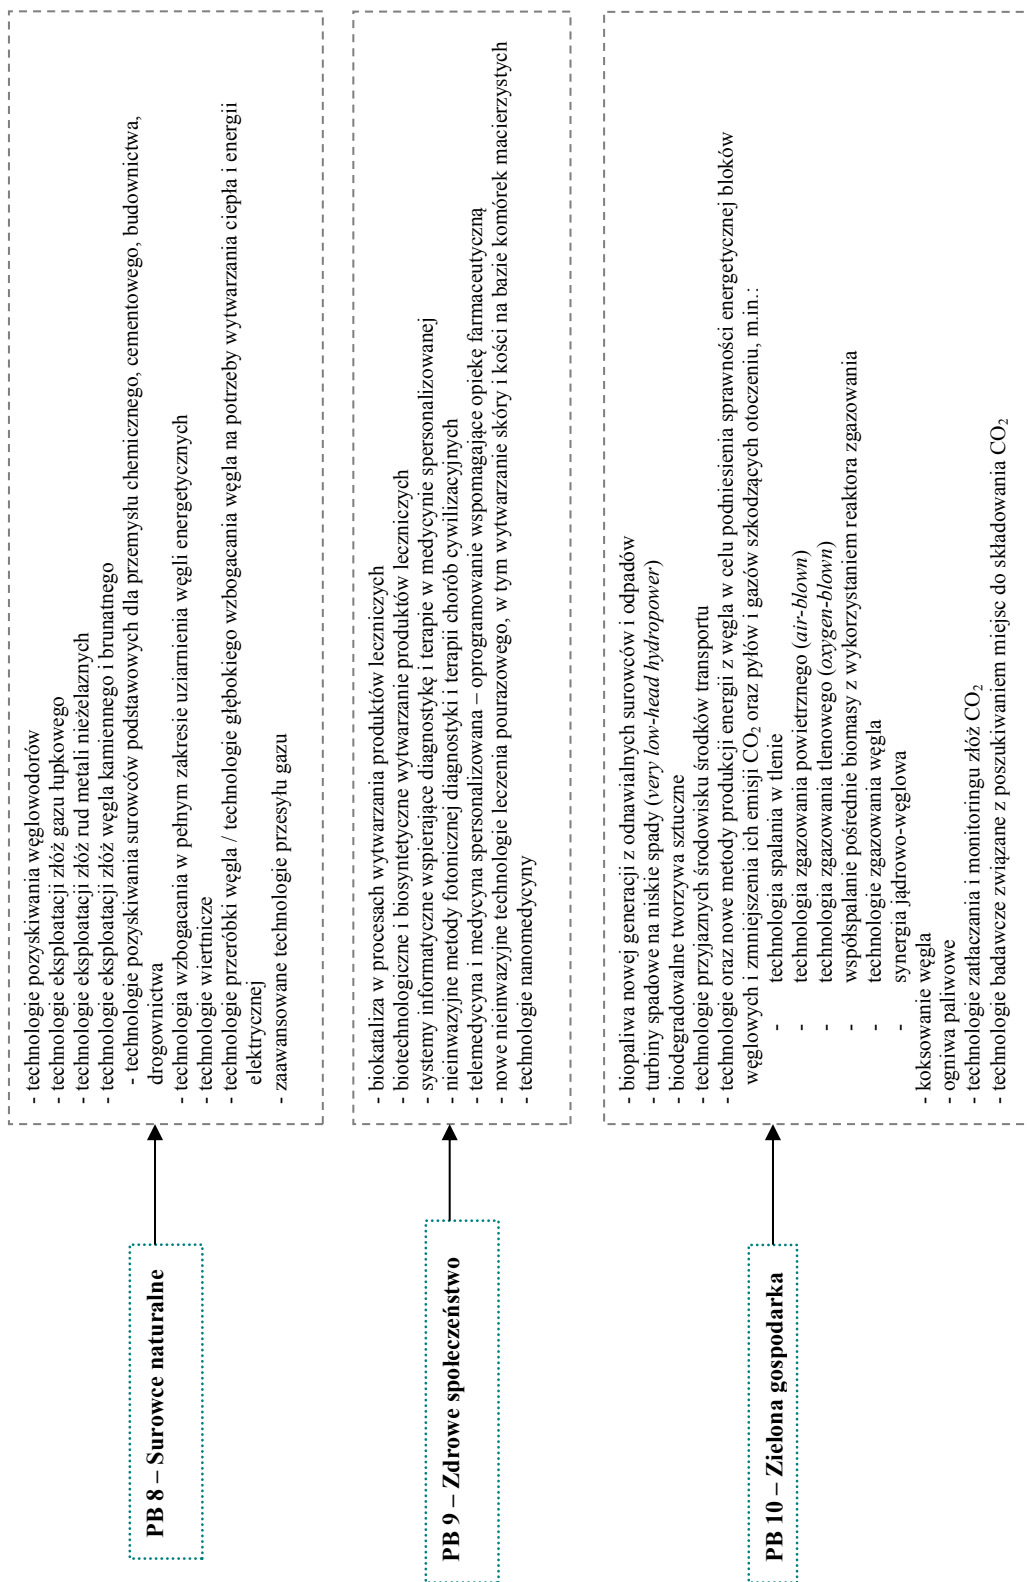 PB 8 – Surowce naturalne
- technologie pozyskiwania węglowodorów
- technologie eksploatacji złóż gazu łupkowego
- technologie eksploatacji złóż rud metali nieżelaznych
- technologie eksploatacji złóż węgla kamiennego i brunatnego
- technologie pozyskiwania surowców podstawowych dla przemysłu chemicznego, cementowego, budownictwa,
drogownictwa
- technologia wzbogacania w pełnym zakresie uziarnienia węgli energetycznych
- technologie wiertnicze
- technologie przeróbki węgla / technologie głębokiego wzbogacania węgla na potrzeby wytwarzania ciepła i energii
elektrycznej
- zaawansowane technologie przesyłu gazu
PB 9 – Zdrowe społeczeństwo
- biokataliza w procesach wytwarzania produktów leczniczych
- biotechnologiczne i biosyntetyczne wytwarzanie produktów leczniczych
- systemy informatyczne wspierające diagnostykę i terapie w medycynie spersonalizowanej
- nieinwazyjne metody fotonicznej diagnostyki i terapii chorób cywilizacyjnych
- telemedycyna i medycyna spersonalizowana – oprogramowanie wspomagające opiekę farmaceutyczną
- nowe nieinwazyjne technologie leczenia pourazowego, w tym wytwarzanie skóry i kości na bazie komórek macierzystych
- technologie nanomedycyny
PB 10 – Zielona gospodarka
- biopaliwa nowej generacji z odnawialnych surowców i odpadów
- turbiny spadowe na niskie spady (very low-head hydropower)
- biodegradowalne tworzywa sztuczne
- technologie przyjaznych środowisku środków transportu
- technologie oraz nowe metody produkcji energii z węgla w celu podniesienia sprawności energetycznej bloków
węglowych i zmniejszenia ich emisji CO₂ oraz pyłów i gazów szkodzących otoczeniu, m.in.:
- technologia spalania w tlenie
- technologia zgazowania powietrznego (air-blown)
- technologia zgazowania tlenowego (oxygen-blown)
- współspalanie pośrednie biomasy z wykorzystaniem reaktora zgazowania
- technologie zgazowania węgla
- synergia jądrowo-węglowa
- koksowanie węgla
- ogniwa paliwowe
- technologie zatłaczania i monitoringu złóż CO₂
- technologie badawcze związane z poszukiwaniem miejsc do składowania CO₂